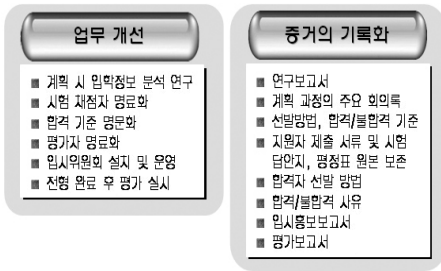 업무 개선
■ 계획 시 입학정보 분석 연구
■ 시험 채점자 명료화
■ 합격 기준 명문화
■ 평가자 명료화
■ 입시위원회 설치 및 운영
■ 전형 완료 후 평가 실시
증거의 기록화
■ 연구보고서
■ 계획 과정의 주요 회의록
■ 선발방법, 합격/불합격 기준
■ 지원자 제출 서류 및 시험
답안지, 평정표 원본 보존
■ 합격자 선발 방법
■ 합격/불합격 사유
■ 입시홍보보고서
■ 평가보고서